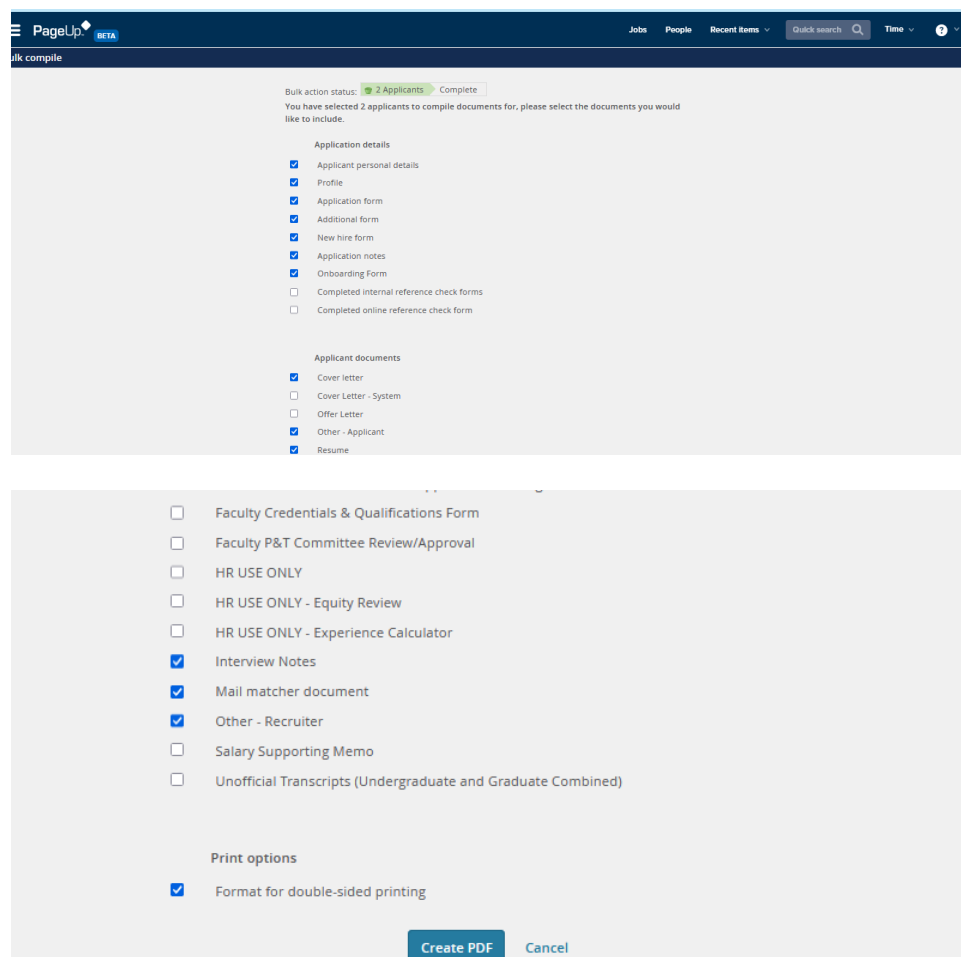 PageUp. BETA Jobs People Recent items Quick search Time ?
ulk compile
Bulk action status: 2 Applicants Complete
You have selected 2 applicants to compile documents for, please select the documents you would
like to include.
Application details
Applicant personal details
Profile
Application form
Additional form
New hire form
Application notes
Onboarding Form
Completed internal reference check forms
Completed online reference check form
Applicant documents
Cover letter
Cover Letter - System
Offer Letter
Other - Applicant
Resume
Faculty Credentials & Qualifications Form
Faculty P&T Committee Review/Approval
HR USE ONLY
HR USE ONLY - Equity Review
HR USE ONLY - Experience Calculator
Interview Notes
Mail matcher document
Other - Recruiter
Salary Supporting Memo
Unofficial Transcripts (Undergraduate and Graduate Combined)
Print options
Format for double-sided printing
Create PDF Cancel